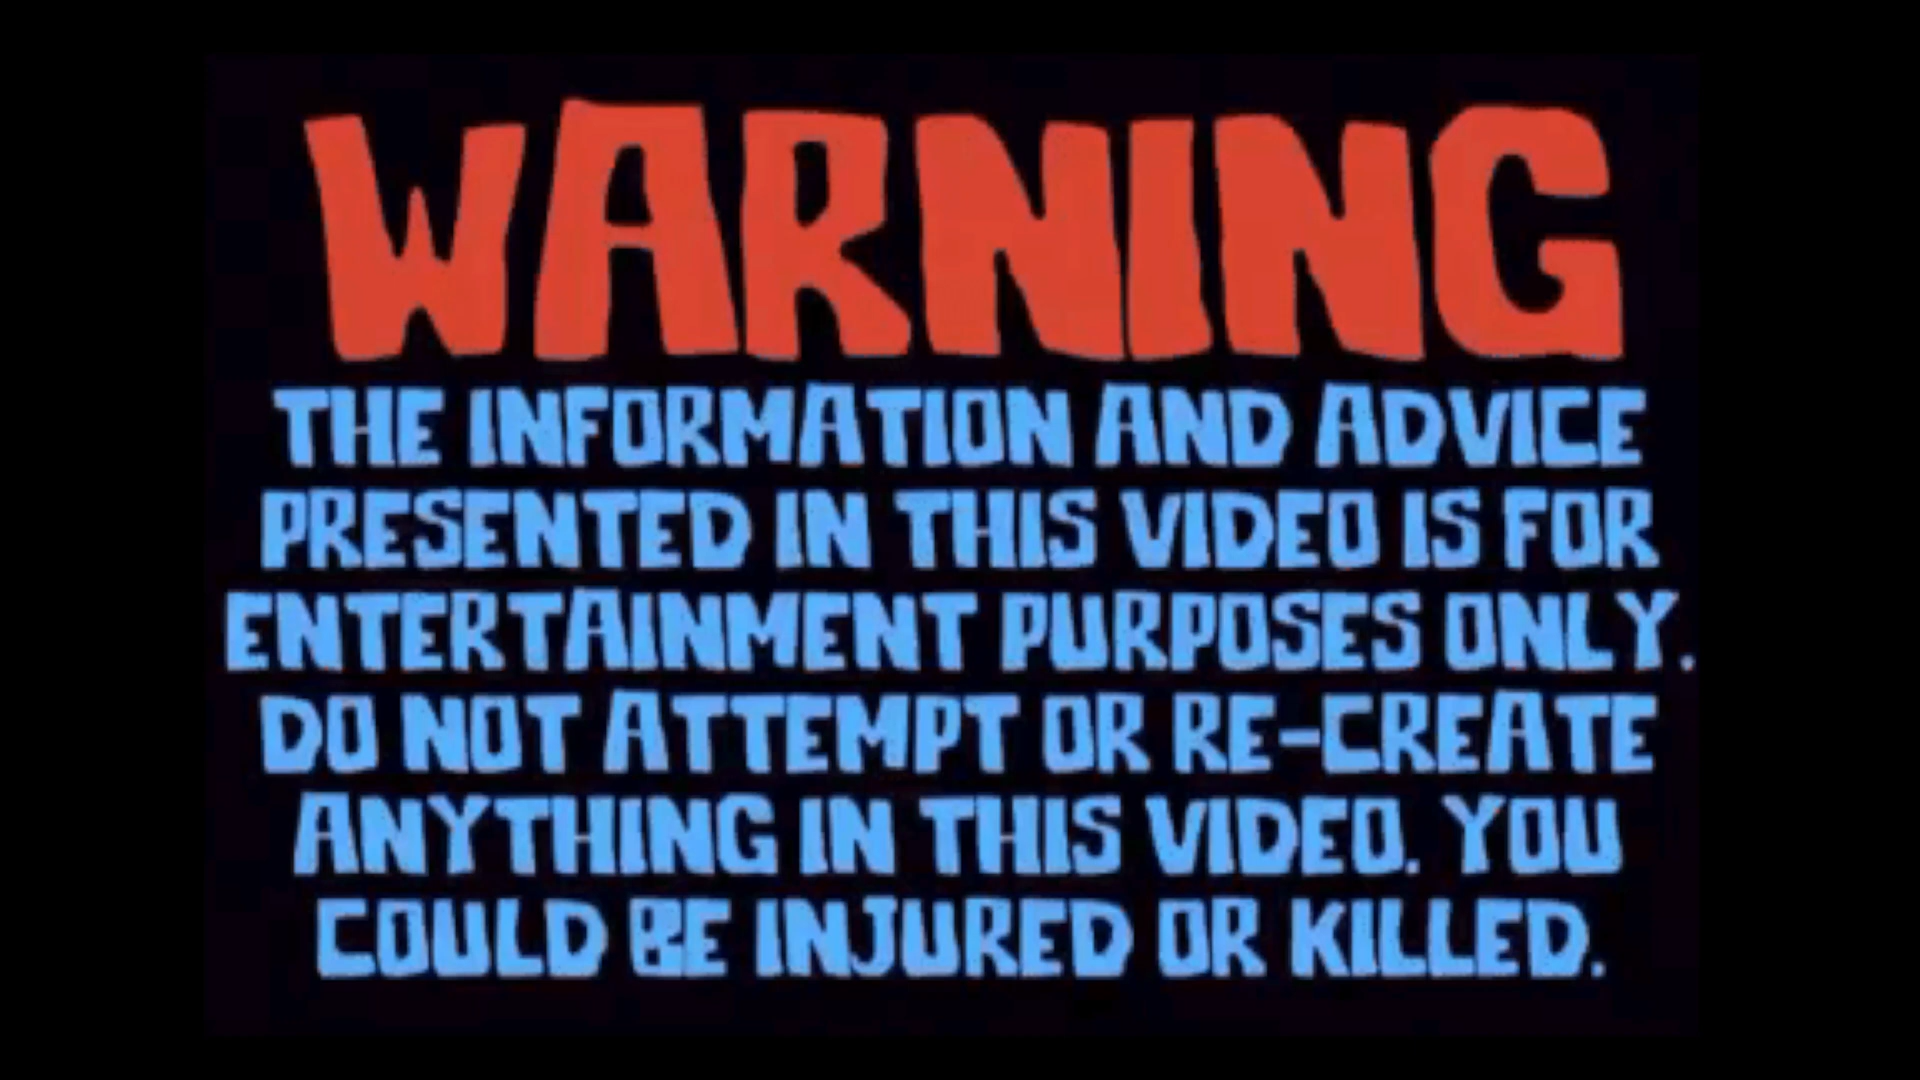 WARNING
THE INFORMATION AND ADVICE
PRESENTED IN THIS VIDEO IS FOR
ENTERTAINMENT PURPOSES ONLY.
DO NOT ATTEMPT OR RE-CREATE
ANYTHING IN THIS VIDEO. YOU
COULD BE INJURED OR KILLED.